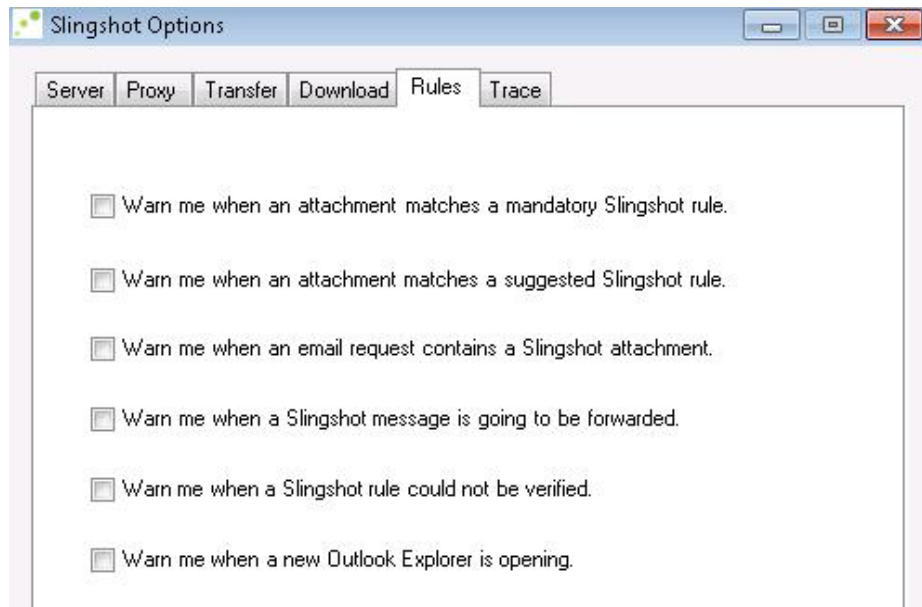 Slingshot Options
Server Proxy Transfer Download Rules Trace
Warn me when an attachment matches a mandatory Slingshot rule.
Warn me when an attachment matches a suggested Slingshot rule.
Warn me when an email request contains a Slingshot attachment.
Warn me when a Slingshot message is going to be forwarded.
Warn me when a Slingshot rule could not be verified.
Warn me when a new Outlook Explorer is opening.